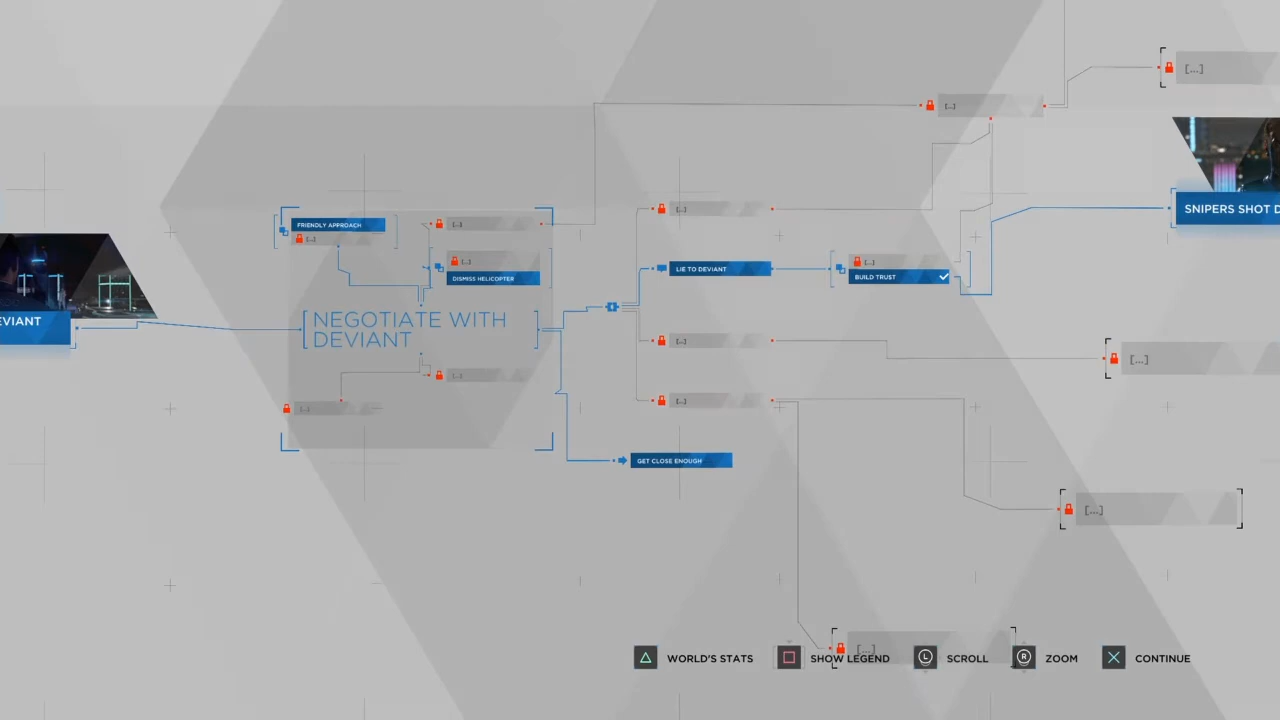 [...]
[...]
SNIPERS SHOT D
[...]
FRIENDLY APPROACH
[...]
[...]
[...]
DISMISS HELICOPTER
LIE TO DEVIANT
[...]
BUILD TRUST
EVIANT
NEGOTIATE WITH
DEVIANT
[...]
[...]
[...]
[...]
[...]
GET CLOSE ENOUGH
[...]
[...]
WORLD'S STATS
SHOW LEGEND
L
SCROLL
R
ZOOM
CONTINUE